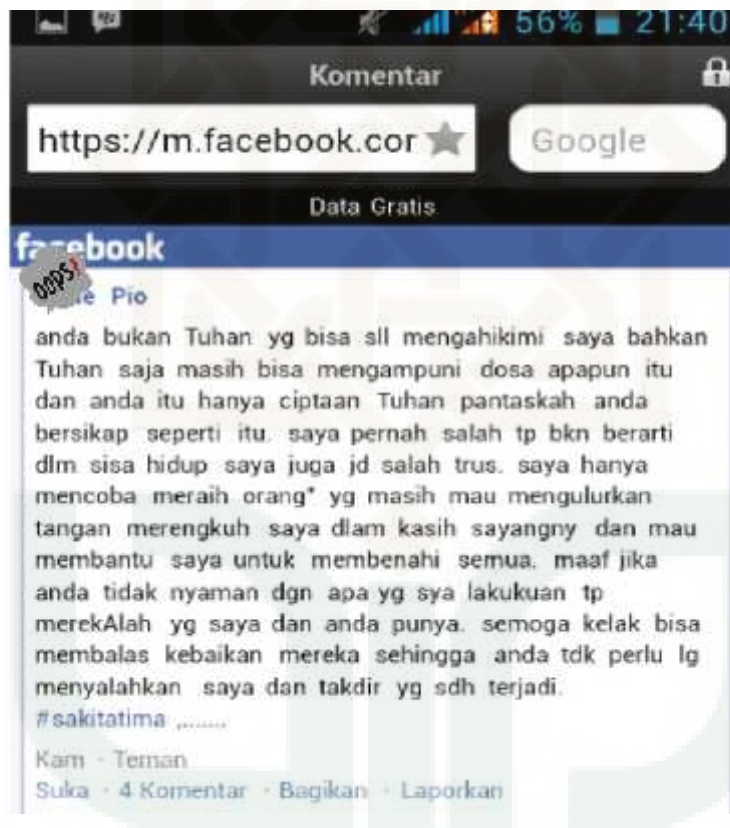 56% 21:40
Komentar
https://m.facebook.cor Google
Data Gratis
facebook
OOPS!
Pio
anda bukan Tuhan yg bisa sll mengahikimi saya bahkan
Tuhan saja masih bisa mengampuni dosa apapun itu
dan anda itu hanya ciptaan Tuhan pantaskah anda
bersikap seperti itu. saya pernah salah tp bkn berarti
dlm sisa hidup saya juga jd salah trus. saya hanya
mencoba meraih orang* yg masih mau mengulurkan
tangan merengkuh saya dlam kasih sayangny dan mau
membantu saya untuk membenahi semua. maaf jika
anda tidak nyaman dgn apa yg sya lakukuan tp
merekAlah yg saya dan anda punya. semoga kelak bisa
membalas kebaikan mereka sehingga anda tdk perlu lg
menyalahkan saya dan takdir yg sdh terjadi.
#sakitatima ,.......
Kam · Teman
Suka · 4 Komentar · Bagikan · Laporkan